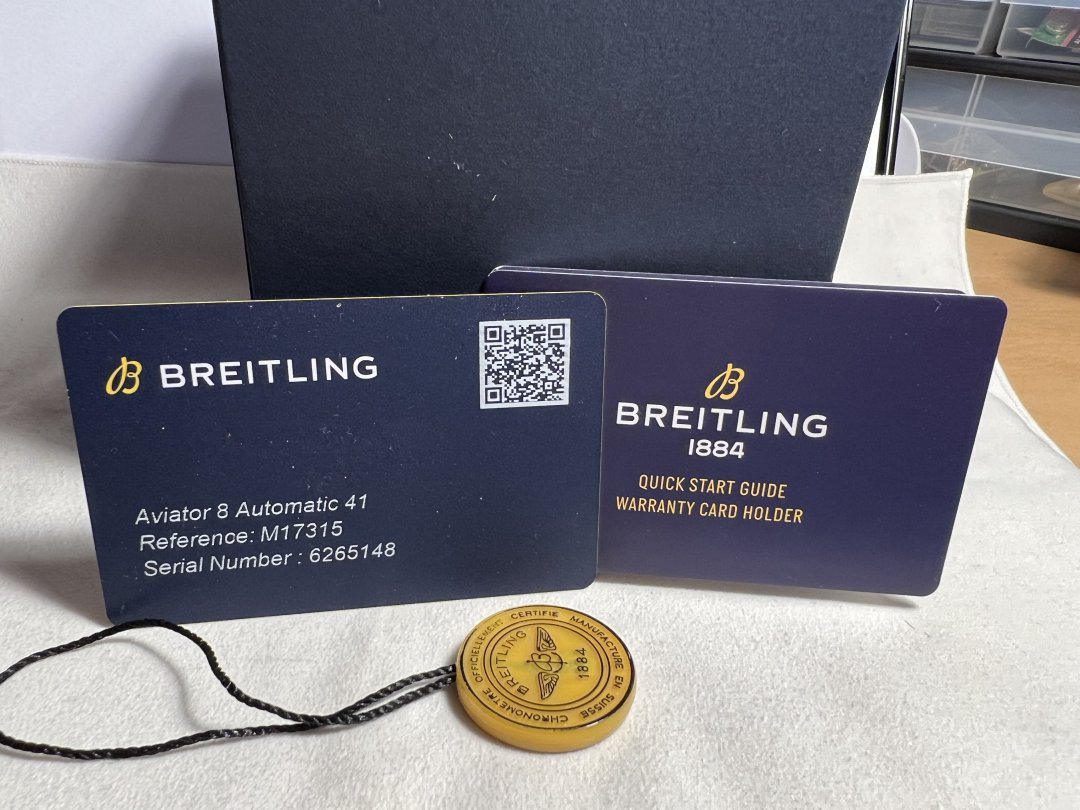 BREITLING
Aviator 8 Automatic 41
Reference: M17315
Serial Number : 6265148
BREITLING
1884
QUICK START GUIDE
WARRANTY CARD HOLDER
CHRONOMETRE OFFICIELLEMENT CERTIFIE MANUFACTURE EN SUISSE
BREITLING
1884